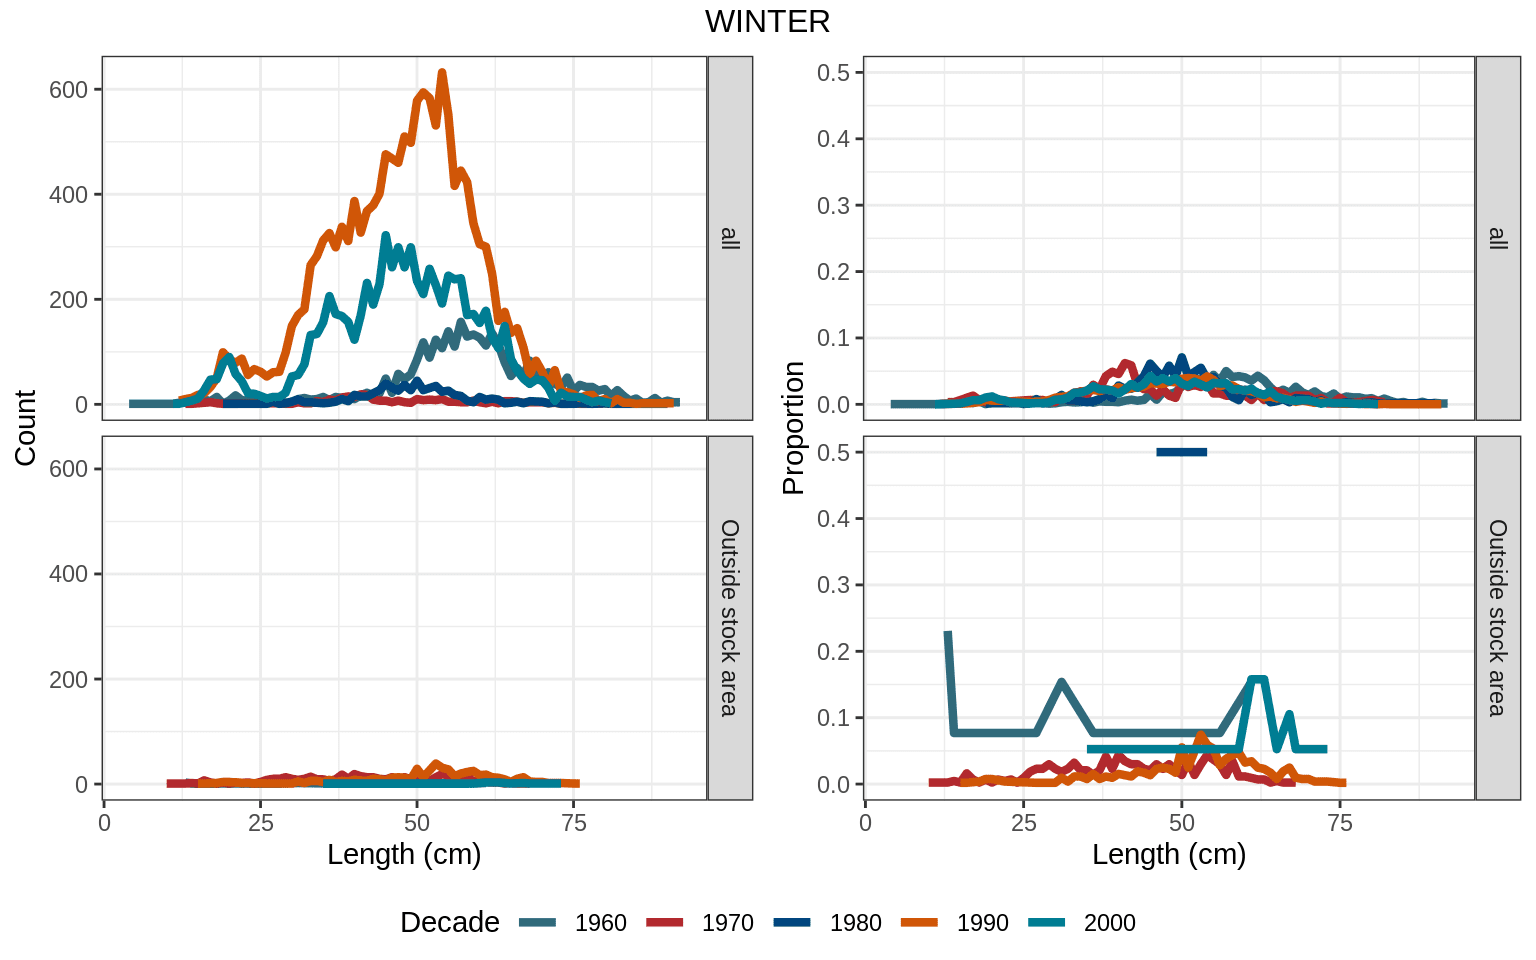 WINTER
Count
600
400
200
0
all
600
400
200
0
Outside stock area
0 25 50 75
Length (cm)
Proportion
0.5
0.4
0.3
0.2
0.1
0.0
all
0.5
0.4
0.3
0.2
0.1
0.0
Outside stock area
0 25 50 75
Length (cm)
Decade 1960 1970 1980 1990 2000